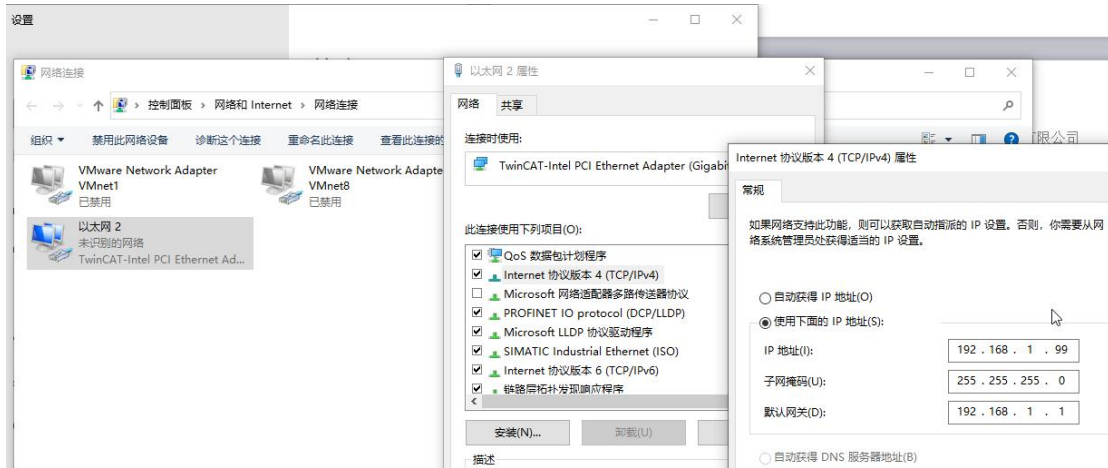 设置
网络连接
控制面板 › 网络和 Internet › 网络连接
组织 禁用此网络设备 诊断这个连接 重命名此连接 查看此连接的
VMware Network Adapter
VMnet1
已禁用
VMware Network Adapte
VMnet8
已禁用
以太网 2
未识别的网络
TwinCAT-Intel PCI Ethernet Ad...
以太网 2 属性
网络 共享
连接时使用:
TwinCAT-Intel PCI Ethernet Adapter (Gigabi
此连接使用下列项目(O):
QoS 数据包计划程序
Internet 协议版本 4 (TCP/IPv4)
Microsoft 网络适配器多路传送器协议
PROFINET IO protocol (DCP/LLDP)
Microsoft LLDP 协议驱动程序
SIMATIC Industrial Ethernet (ISO)
Internet 协议版本 6 (TCP/IPv6)
链路层拓扑发现响应程序
安装(N)... 卸载(U)
描述
限公司
Internet 协议版本 4 (TCP/IPv4) 属性
常规
如果网络支持此功能，则可以获取自动指派的 IP 设置。否则，你需要从网
络系统管理员处获得适当的 IP 设置。
自动获得 IP 地址(O)
使用下面的 IP 地址(S):
IP 地址(I): 192 . 168 . 1 . 99
子网掩码(U): 255 . 255 . 255 . 0
默认网关(D): 192 . 168 . 1 . 1
自动获得 DNS 服务器地址(B)